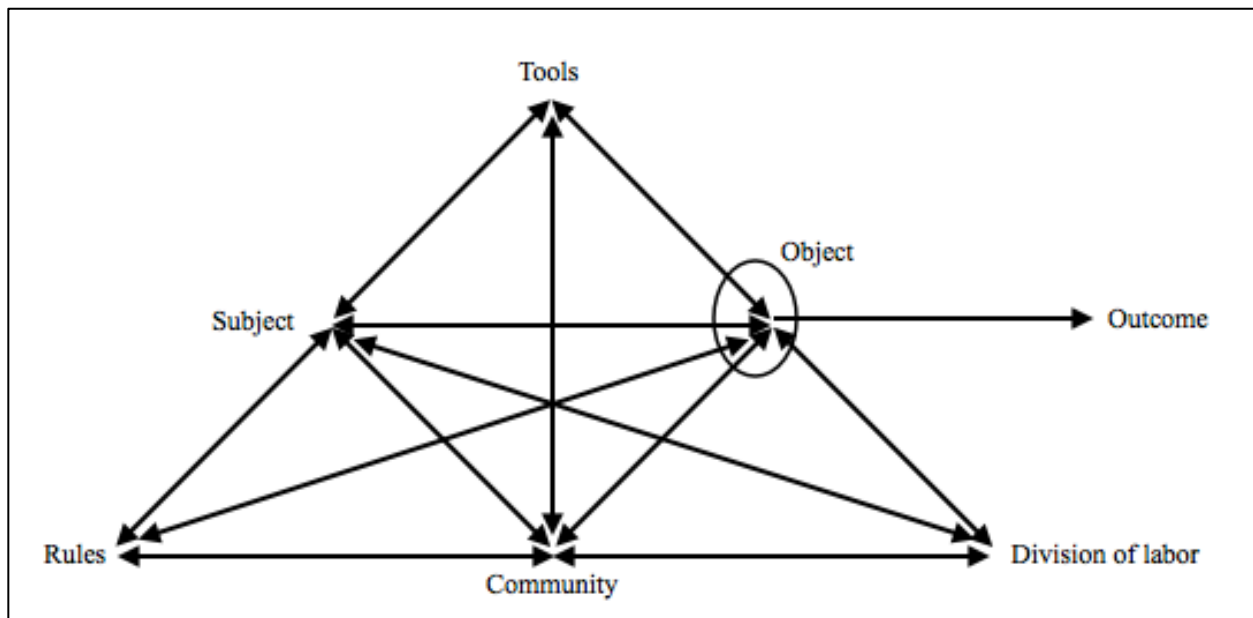 Tools
Object
Subject
Outcome
Rules
Community
Division of labor